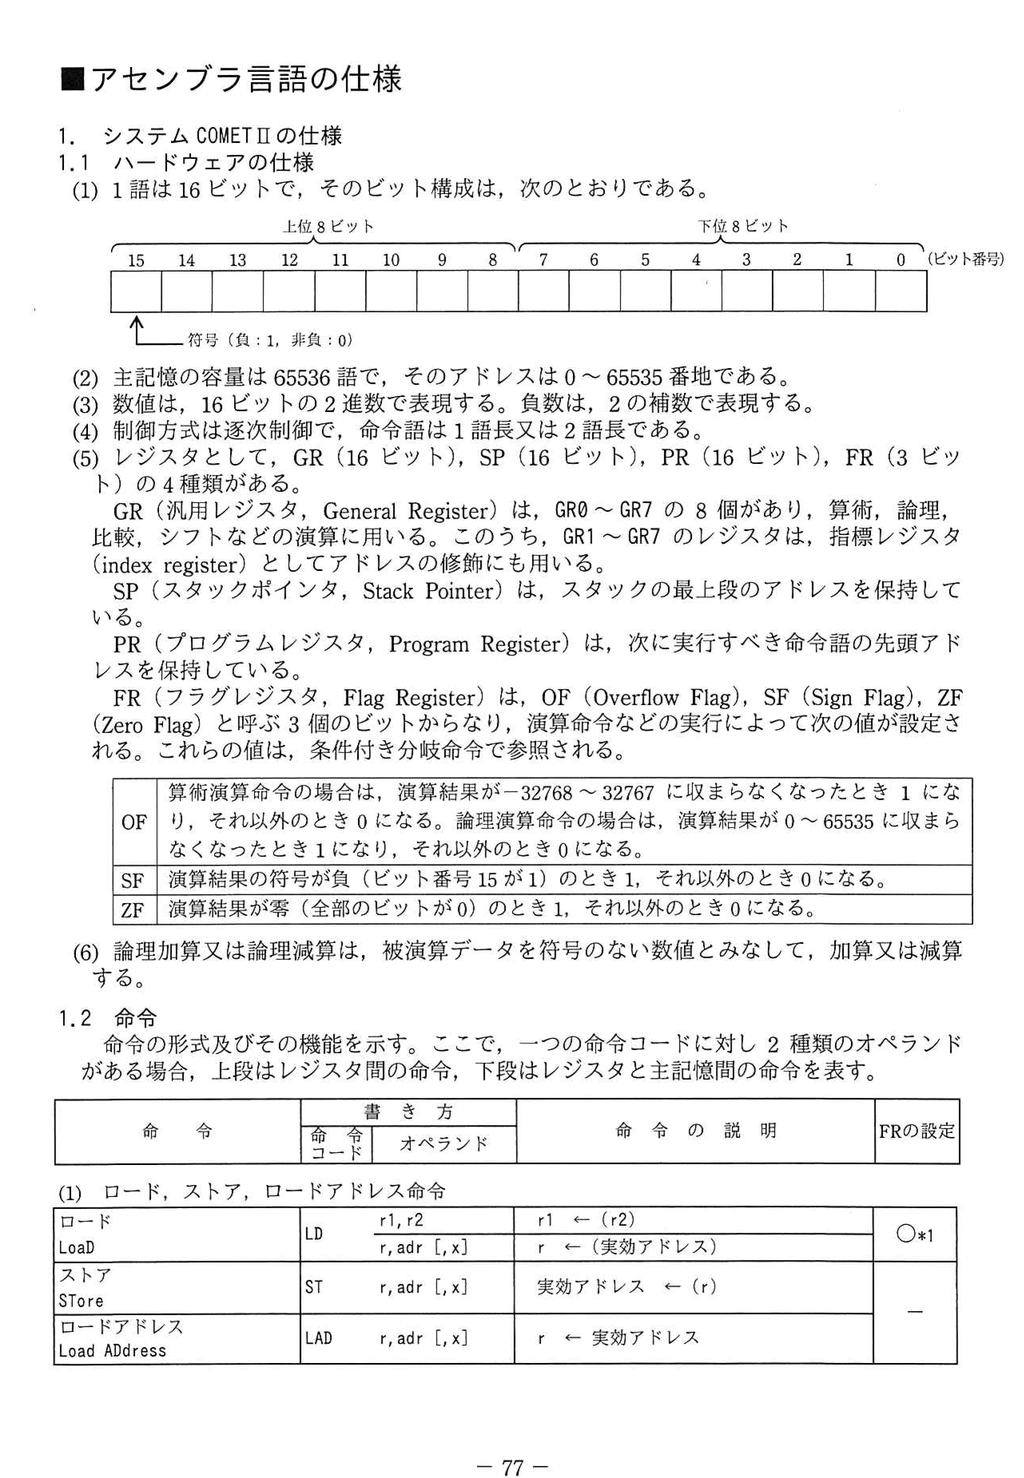 ■アセンブラ言語の仕様
1. システム COMETⅡの仕様
1.1 ハードウェアの仕様
(1) 1語は16ビットで，そのビット構成は，次のとおりである。
上位8ビット 下位8ビット
15 14 13 12 11 10 9 8 7 6 5 4 3 2 1 0 (ビット番号)
符号（負：1，非負：0）
(2) 主記憶の容量は65536語で，そのアドレスは0～65535番地である。
(3) 数値は，16ビットの2進数で表現する。負数は，2の補数で表現する。
(4) 制御方式は逐次制御で，命令語は1語長又は2語長である。
(5) レジスタとして，GR（16ビット），SP（16ビット），PR（16ビット），FR（3ビッ
ト）の4種類がある。
GR（汎用レジスタ，General Register）は，GR0～GR7の8個があり，算術，論理，
比較，シフトなどの演算に用いる。このうち，GR1～GR7のレジスタは，指標レジスタ
（index register）としてアドレスの修飾にも用いる。
SP（スタックポインタ，Stack Pointer）は，スタックの最上段のアドレスを保持して
いる。
PR（プログラムレジスタ，Program Register）は，次に実行すべき命令語の先頭アド
レスを保持している。
FR（フラグレジスタ，Flag Register）は，OF（Overflow Flag），SF（Sign Flag），ZF
（Zero Flag）と呼ぶ3個のビットからなり，演算命令などの実行によって次の値が設定さ
れる。これらの値は，条件付き分岐命令で参照される。
算術演算命令の場合は，演算結果が－32768～32767に収まらなくなったとき1にな
OF り，それ以外のとき0になる。論理演算命令の場合は，演算結果が0～65535に収まら
なくなったとき1になり，それ以外のとき0になる。
SF 演算結果の符号が負（ビット番号15が1）のとき1，それ以外のとき0になる。
ZF 演算結果が零（全部のビットが0）のとき1，それ以外のとき0になる。
(6) 論理加算又は論理減算は，被演算データを符号のない数値とみなして，加算又は減算
する。
1.2 命令
命令の形式及びその機能を示す。ここで，一つの命令コードに対し2種類のオペランド
がある場合，上段はレジスタ間の命令，下段はレジスタと主記憶間の命令を表す。
書き方
命令 命令コード オペランド 命令の説明 FRの設定
(1) ロード，ストア，ロードアドレス命令
ロード r1,r2 r1 ← (r2)
LoaD LD r,adr [,x] r ← (実効アドレス) ○*1
ストア
STore ST r,adr [,x] 実効アドレス ← (r) －
ロードアドレス
Load ADdress LAD r,adr [,x] r ← 実効アドレス
－ 77 －